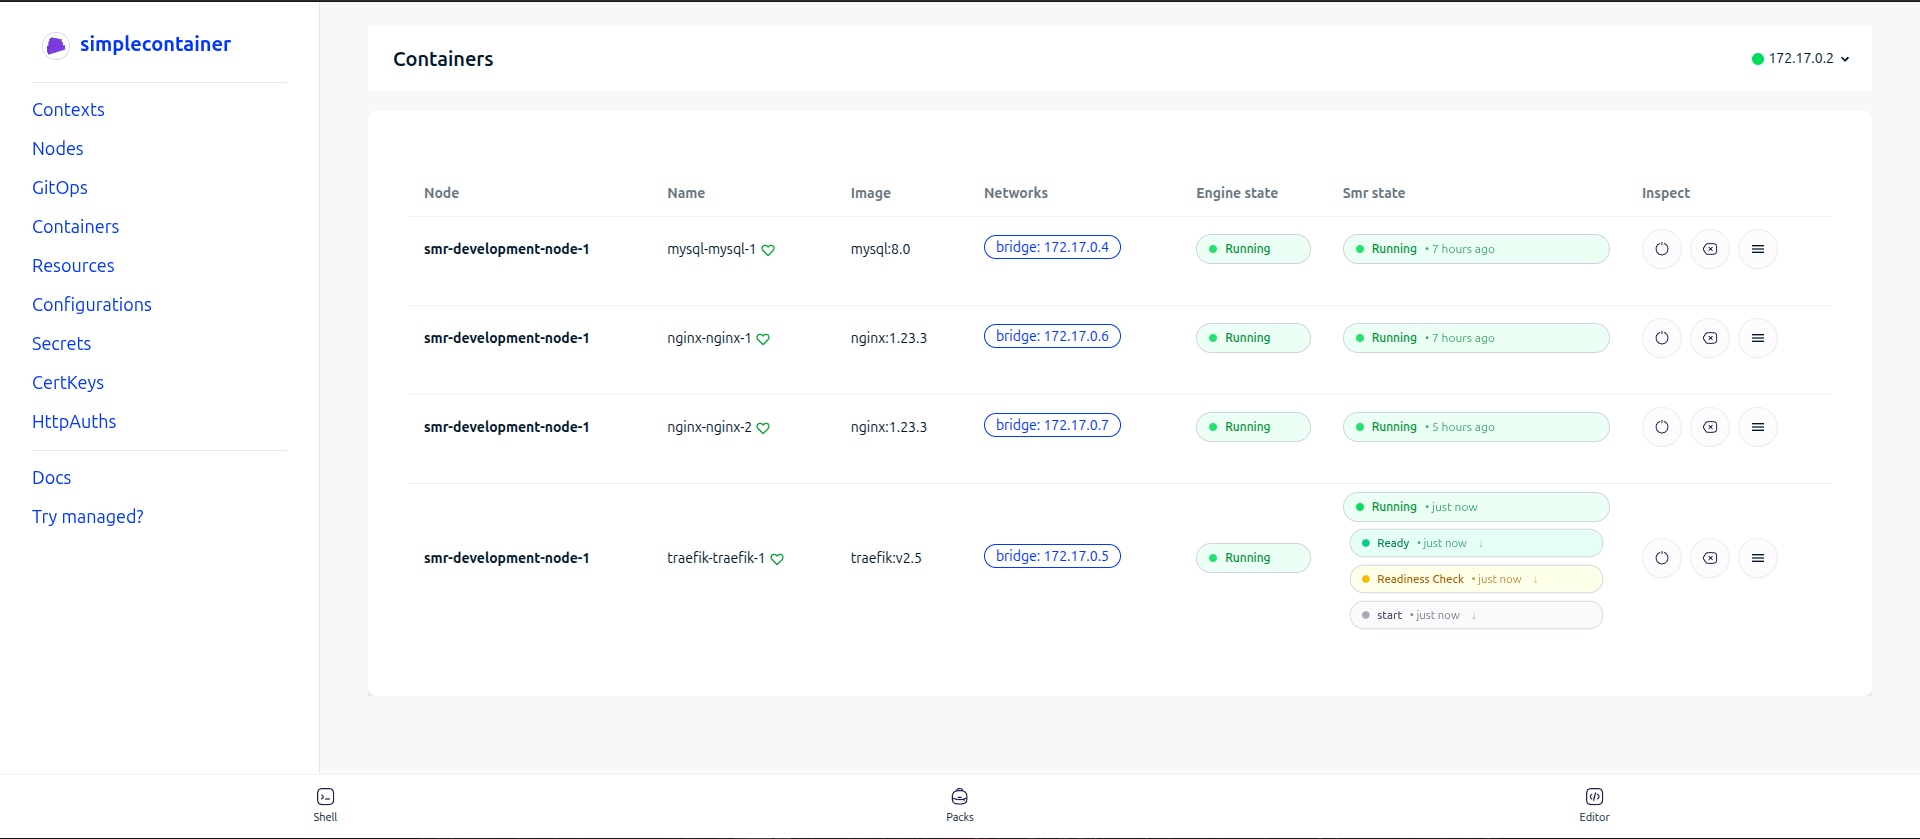 simplecontainer
Contexts
Nodes
GitOps
Containers
Resources
Configurations
Secrets
CertKeys
HttpAuths
Docs
Try managed?
Containers
172.17.0.2
Node Name Image Networks Engine state Smr state Inspect
smr-development-node-1 mysql-mysql-1 mysql:8.0 bridge: 172.17.0.4 Running Running • 7 hours ago
smr-development-node-1 nginx-nginx-1 nginx:1.23.3 bridge: 172.17.0.6 Running Running • 7 hours ago
smr-development-node-1 nginx-nginx-2 nginx:1.23.3 bridge: 172.17.0.7 Running Running • 5 hours ago
smr-development-node-1 traefik-traefik-1 traefik:v2.5 bridge: 172.17.0.5 Running Running • just now
Ready • just now ↓
Readiness Check • just now ↓
start • just now ↓
Shell Packs Editor